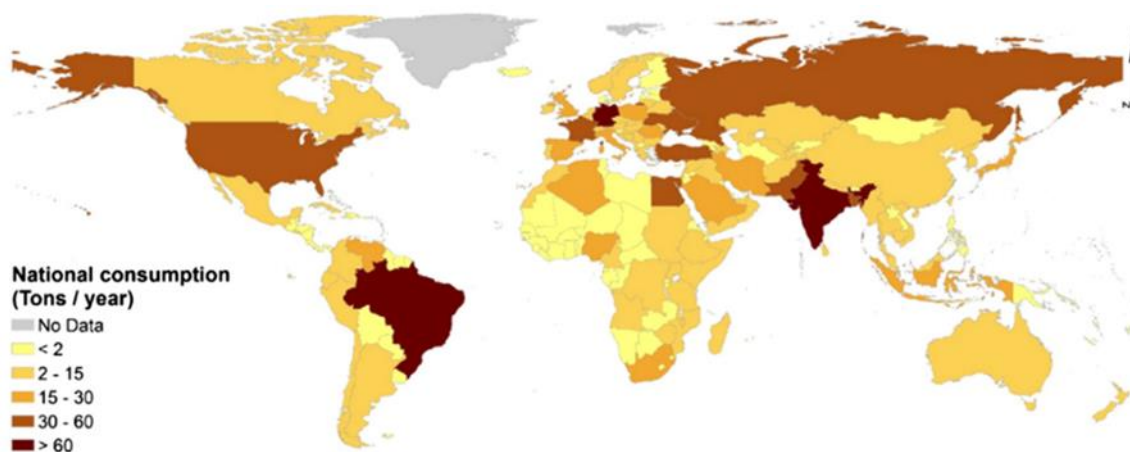 National consumption
(Tons / year)
No Data
< 2
2 - 15
15 - 30
30 - 60
> 60